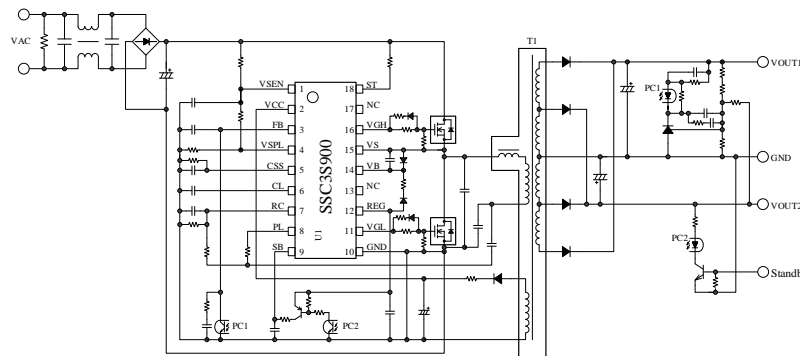 T1
VAC
VOUT1
PC1
VSEN 1 18 ST
VCC 2 17 NC
FB 3 16 VGH
VSPL 4 15 VS
CSS 5 14 VB
CL 6 13 NC
RC 7 12 REG
PL 8 11 VGL
SB 9 10 GND
SSC3S900
U1
GND
VOUT2
PC2
Standb
PC1
PC2